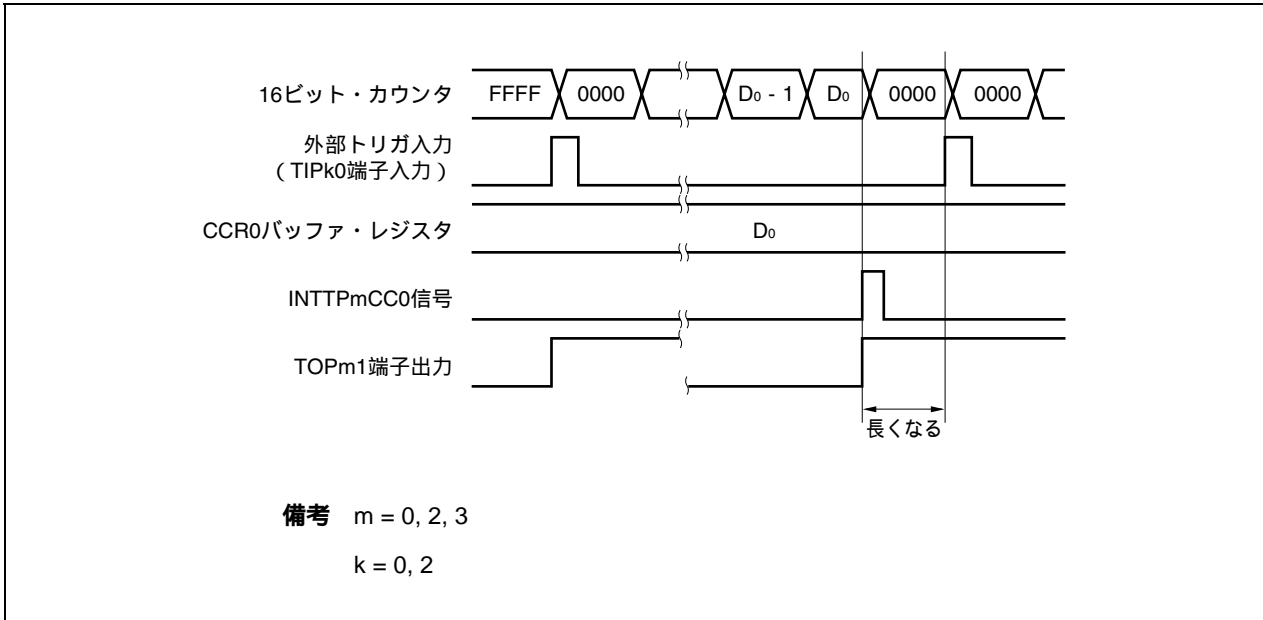 16ビット・カウンタ FFFF 0000 D0 - 1 D0 0000 0000
外部トリガ入力
（TIPk0端子入力）
CCR0バッファ・レジスタ D0
INTTPmCC0信号
TOPm1端子出力
長くなる
備考 m = 0, 2, 3
k = 0, 2